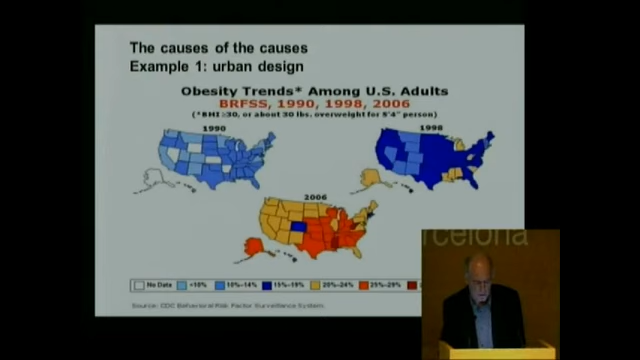 The causes of the causes
Example 1: urban design
Obesity Trends* Among U.S. Adults
BRFSS, 1990, 1998, 2006
(*BMI ≥30, or about 30 lbs. overweight for 5'4" person)
1990
1998
2006
No Data
<10%
10%–14%
15%–19%
20%–24%
25%–29%
Source: CDC Behavioral Risk Factor Surveillance System.
rcelona